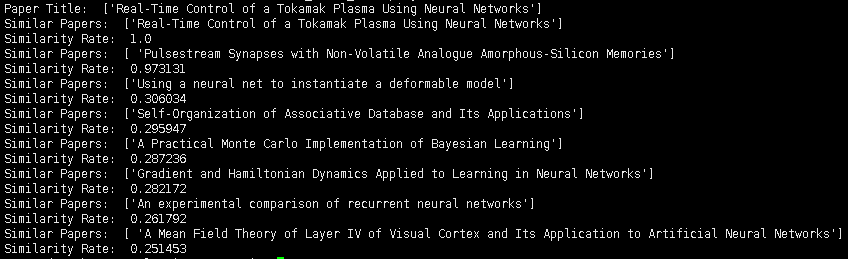 Paper Title:  ['Real-Time Control of a Tokamak Plasma Using Neural Networks']
Similar Papers:  ['Real-Time Control of a Tokamak Plasma Using Neural Networks']
Similarity Rate:  1.0
Similar Papers:  [ 'Pulsestream Synapses with Non-Volatile Analogue Amorphous-Silicon Memories']
Similarity Rate:  0.973131
Similar Papers:  ['Using a neural net to instantiate a deformable model']
Similarity Rate:  0.306034
Similar Papers:  ['Self-Organization of Associative Database and Its Applications']
Similarity Rate:  0.295947
Similar Papers:  ['A Practical Monte Carlo Implementation of Bayesian Learning']
Similarity Rate:  0.287236
Similar Papers:  ['Gradient and Hamiltonian Dynamics Applied to Learning in Neural Networks']
Similarity Rate:  0.282172
Similar Papers:  ['An experimental comparison of recurrent neural networks']
Similarity Rate:  0.261792
Similar Papers:  [ 'A Mean Field Theory of Layer IV of Visual Cortex and Its Application to Artificial Neural Networks']
Similarity Rate:  0.251453